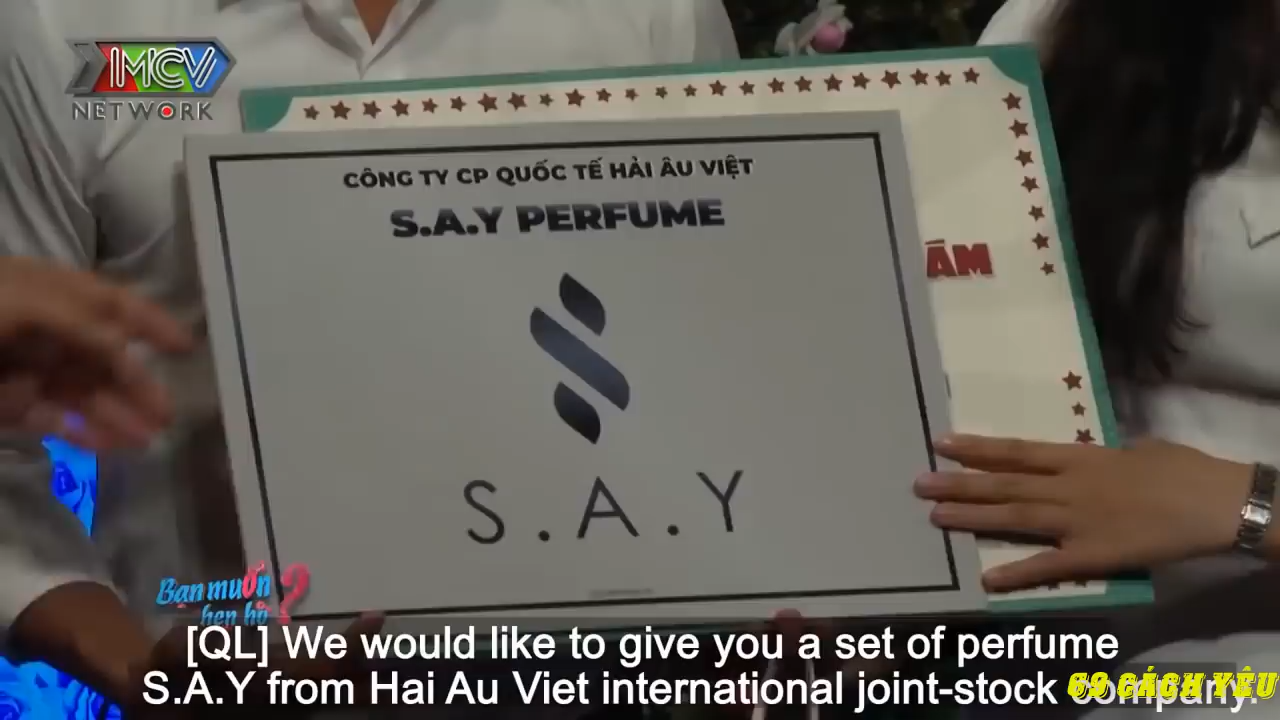 MCV
NETWORK
CÔNG TY CP QUỐC TẾ HẢI ÂU VIỆT
S.A.Y PERFUME
ÁM
S.A.Y
Bạn muốn
hẹn hò?
[QL] We would like to give you a set of perfume
S.A.Y from Hai Au Viet international joint-stock company.
69 CÁCH YÊU